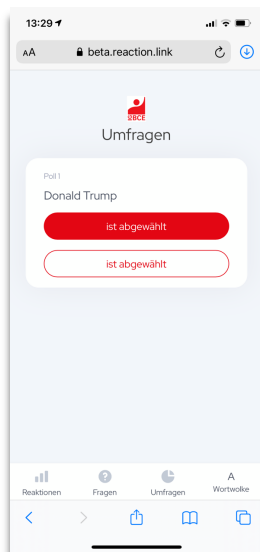 13:29
AA
beta.reaction.link
IGBCE
Umfragen
Poll 1
Donald Trump
ist abgewählt
ist abgewählt
Reaktionen
Fragen
Umfragen
A
Wortwolke